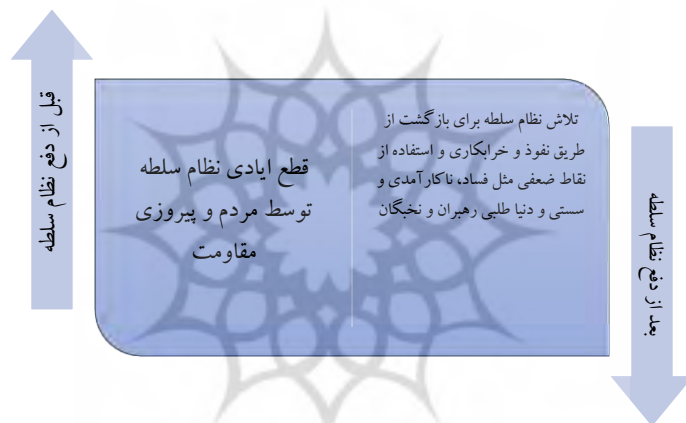 تلاش نظام سلطه برای بازگشت از
طریق نفوذ و خرابکاری و استفاده از
نقاط ضعفی مثل فساد، ناکارآمدی و
سستی و دنیا طلبی رهبران و نخبگان
قطع ایادی نظام سلطه
توسط مردم و پیروزی
مقاومت
بعد از دفع نظام سلطه
قبل از دفع نظام سلطه